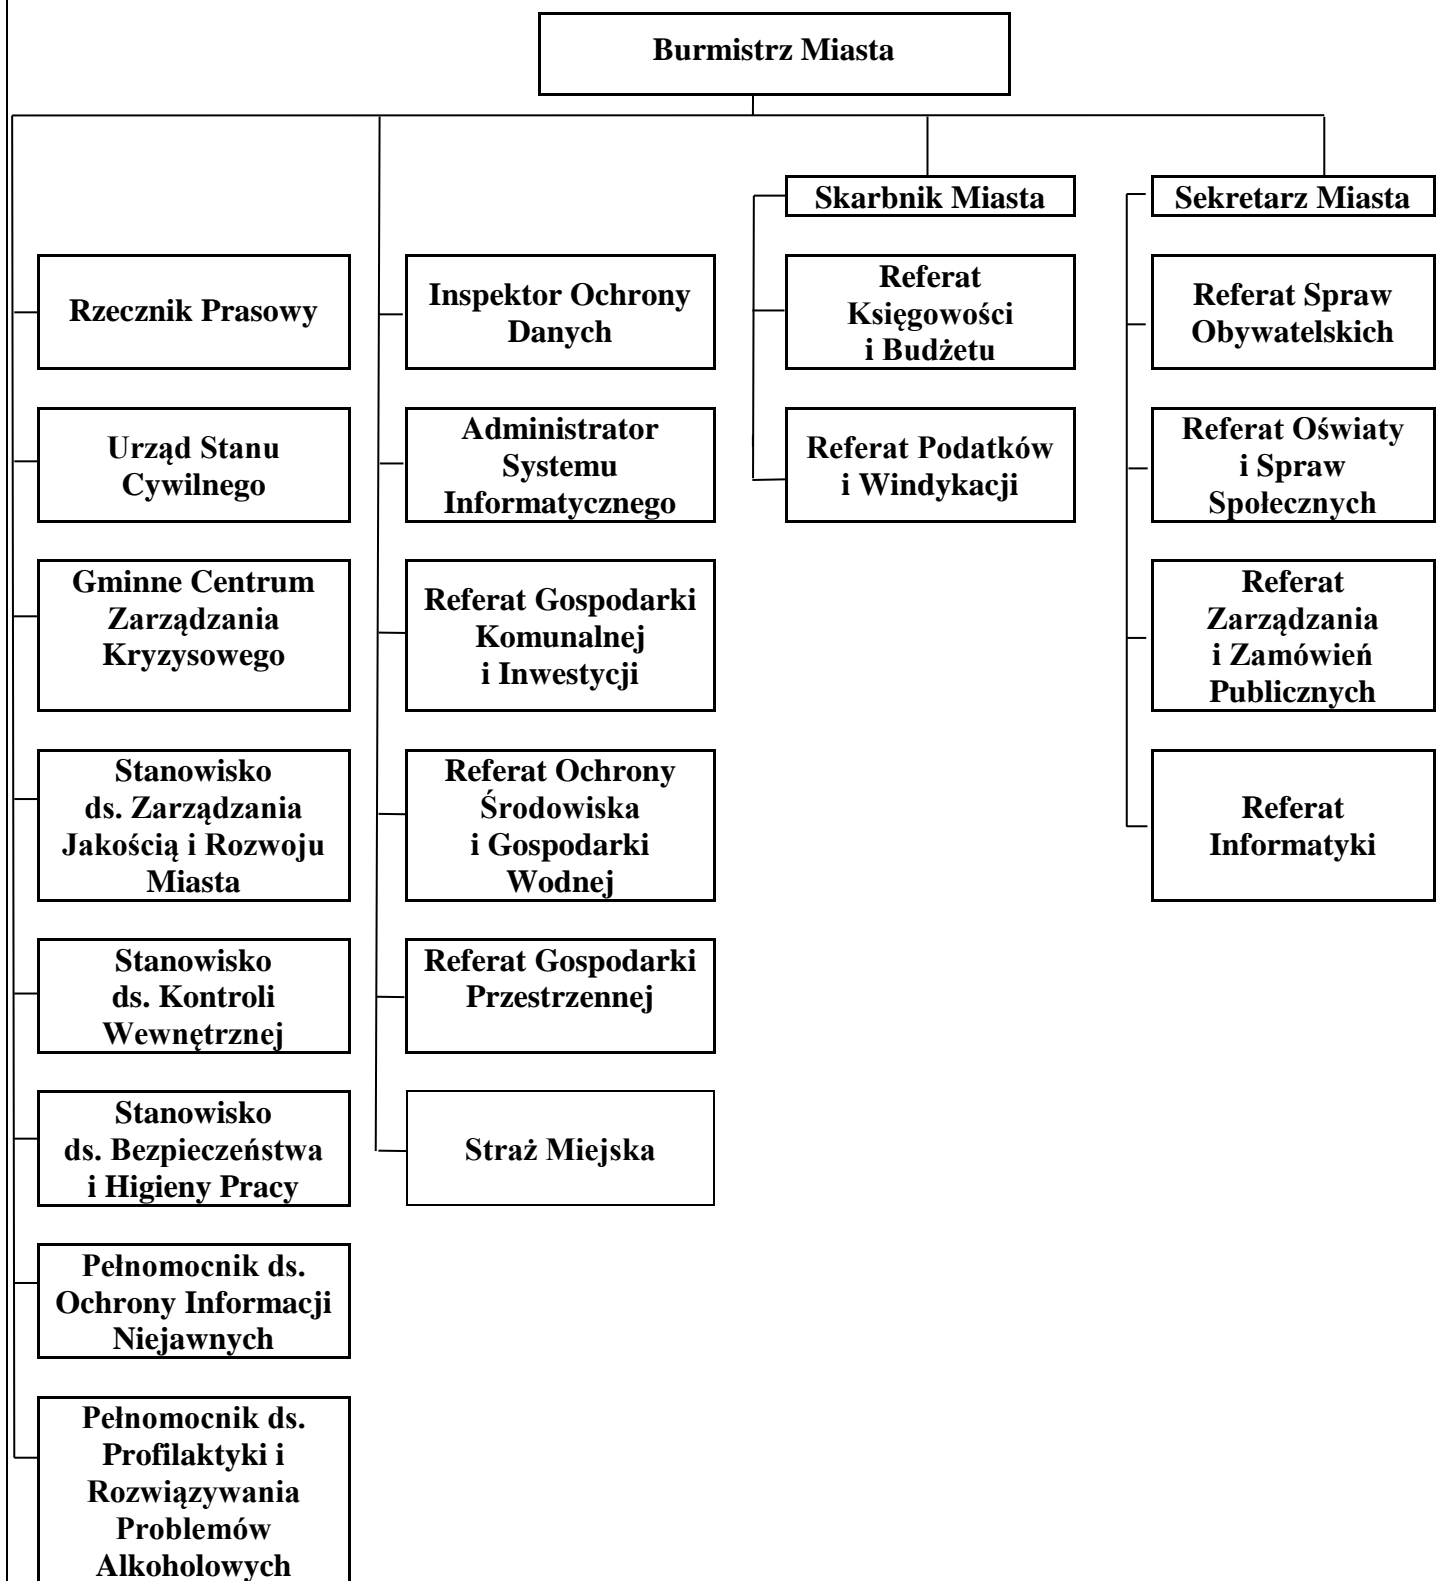 Burmistrz Miasta
Skarbnik Miasta
Sekretarz Miasta
Rzecznik Prasowy
Inspektor Ochrony
Danych
Referat
Księgowości
i Budżetu
Referat Spraw
Obywatelskich
Urząd Stanu
Cywilnego
Administrator
Systemu
Informatycznego
Referat Podatków
i Windykacji
Referat Oświaty
i Spraw
Społecznych
Gminne Centrum
Zarządzania
Kryzysowego
Referat Gospodarki
Komunalnej
i Inwestycji
Referat
Zarządzania
i Zamówień
Publicznych
Stanowisko
ds. Zarządzania
Jakością i Rozwoju
Miasta
Referat Ochrony
Środowiska
i Gospodarki
Wodnej
Referat
Informatyki
Stanowisko
ds. Kontroli
Wewnętrznej
Referat Gospodarki
Przestrzennej
Stanowisko
ds. Bezpieczeństwa
i Higieny Pracy
Straż Miejska
Pełnomocnik ds.
Ochrony Informacji
Niejawnych
Pełnomocnik ds.
Profilaktyki i
Rozwiązywania
Problemów
Alkoholowych